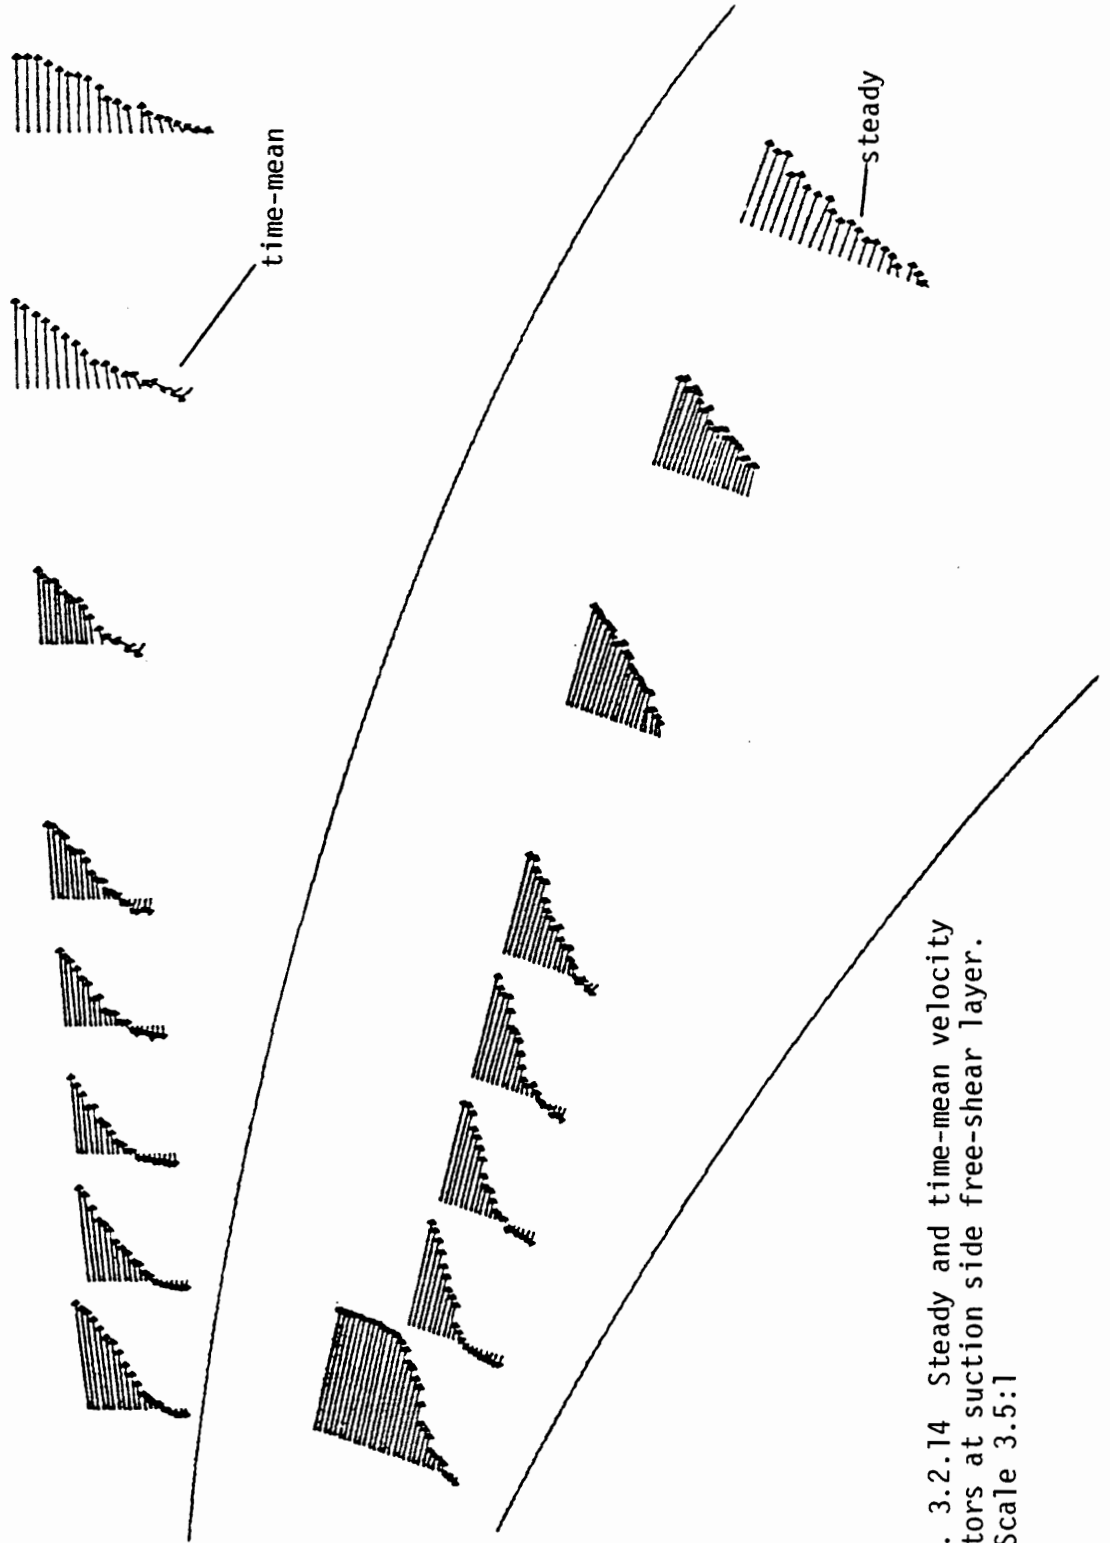 time-mean
steady
. 3.2.14 Steady and time-mean velocity
tors at suction side free-shear layer.
Scale 3.5:1